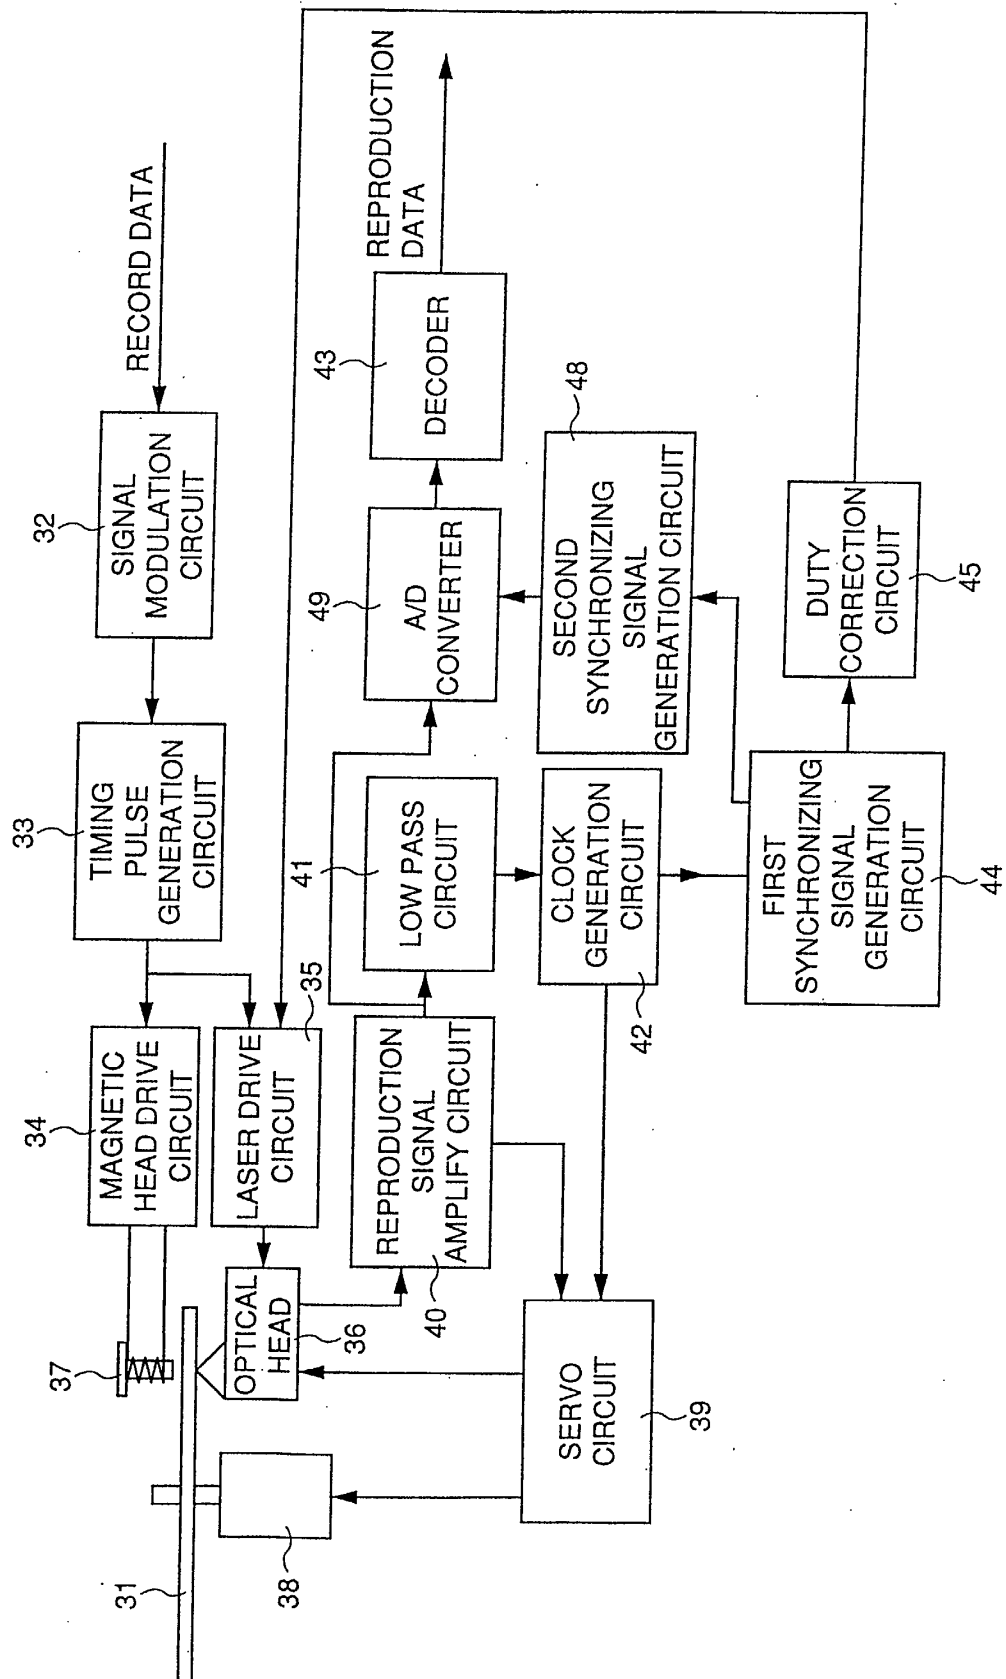 RECORD DATA
32
SIGNAL
MODULATION
CIRCUIT
33
TIMING
PULSE
GENERATION
CIRCUIT
34
MAGNETIC
HEAD DRIVE
CIRCUIT
35
LASER DRIVE
CIRCUIT
37
OPTICAL
HEAD
36
31
38
REPRODUCTION
DATA
43
DECODER
49
A/D
CONVERTER
41
LOW PASS
CIRCUIT
REPRODUCTION
SIGNAL
AMPLIFY CIRCUIT
40
48
SECOND
SYNCHRONIZING
SIGNAL
GENERATION CIRCUIT
CLOCK
GENERATION
CIRCUIT
42
SERVO
CIRCUIT
39
DUTY
CORRECTION
CIRCUIT
45
FIRST
SYNCHRONIZING
SIGNAL
GENERATION
CIRCUIT
44